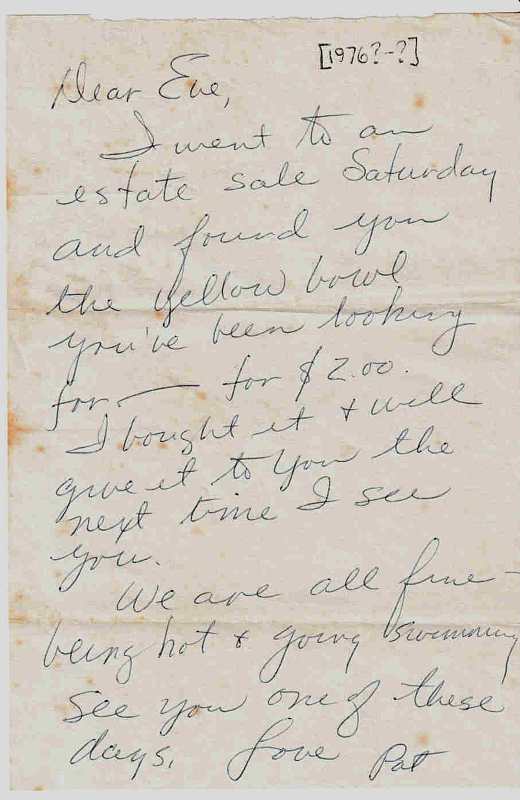 [1976?-?]
Dear Eve,
I went to an
estate sale Saturday
and found you
the yellow bowl
you've been looking
for — for $2.00.
I bought it & will
give it to you the
next time I see
you.
We are all fine -
being hot & going swimming
See you one of these
days. Love Pat